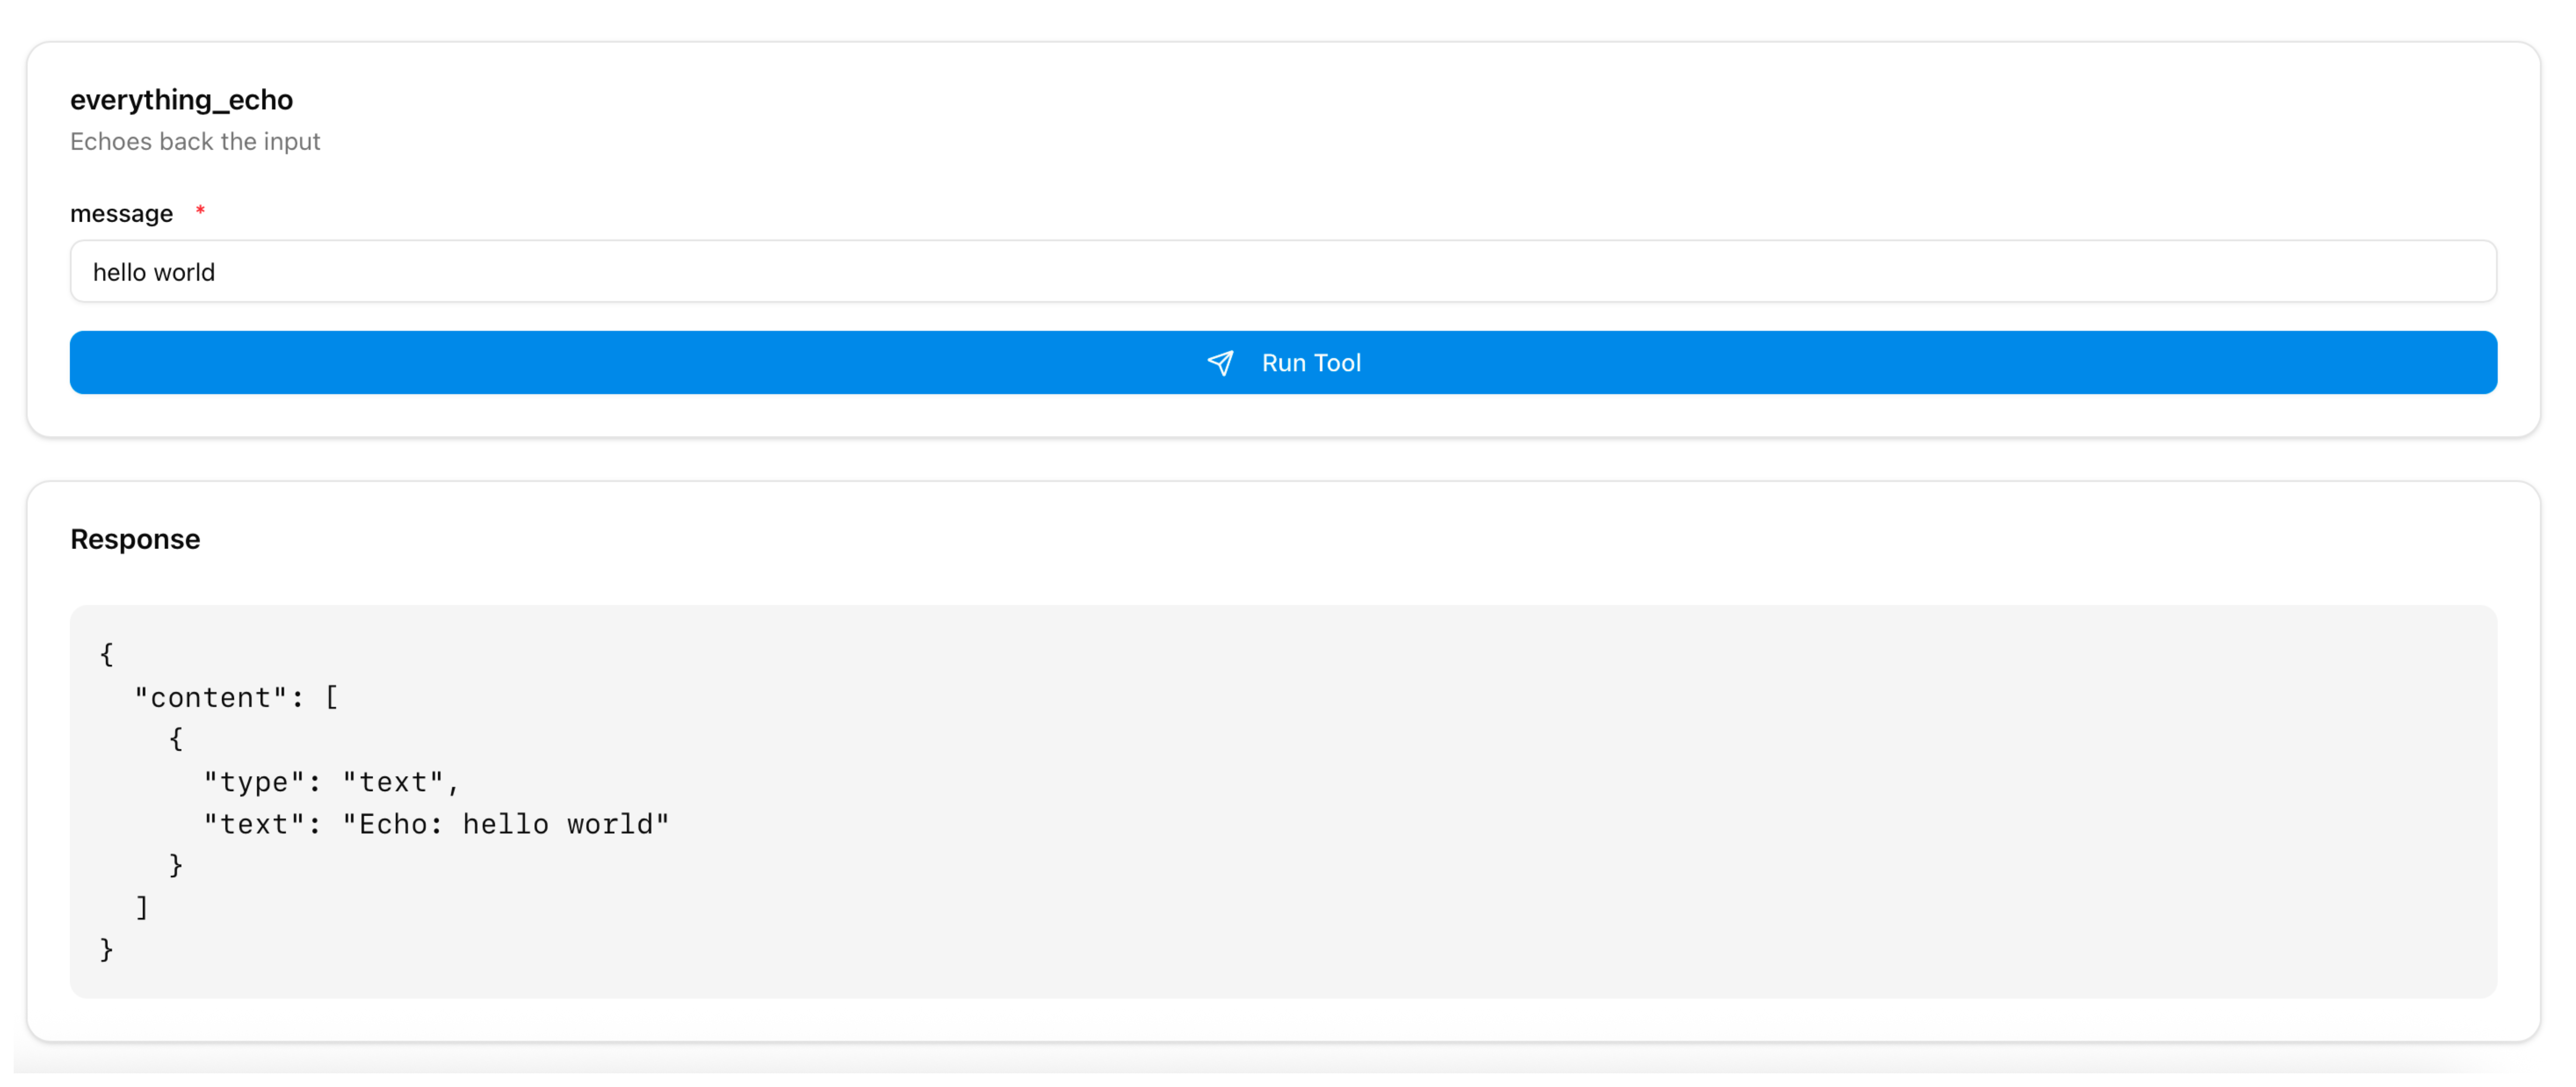 everything_echo
Echoes back the input
message *
hello world
Run Tool
Response
{
  "content": [
    {
      "type": "text",
      "text": "Echo: hello world"
    }
  ]
}